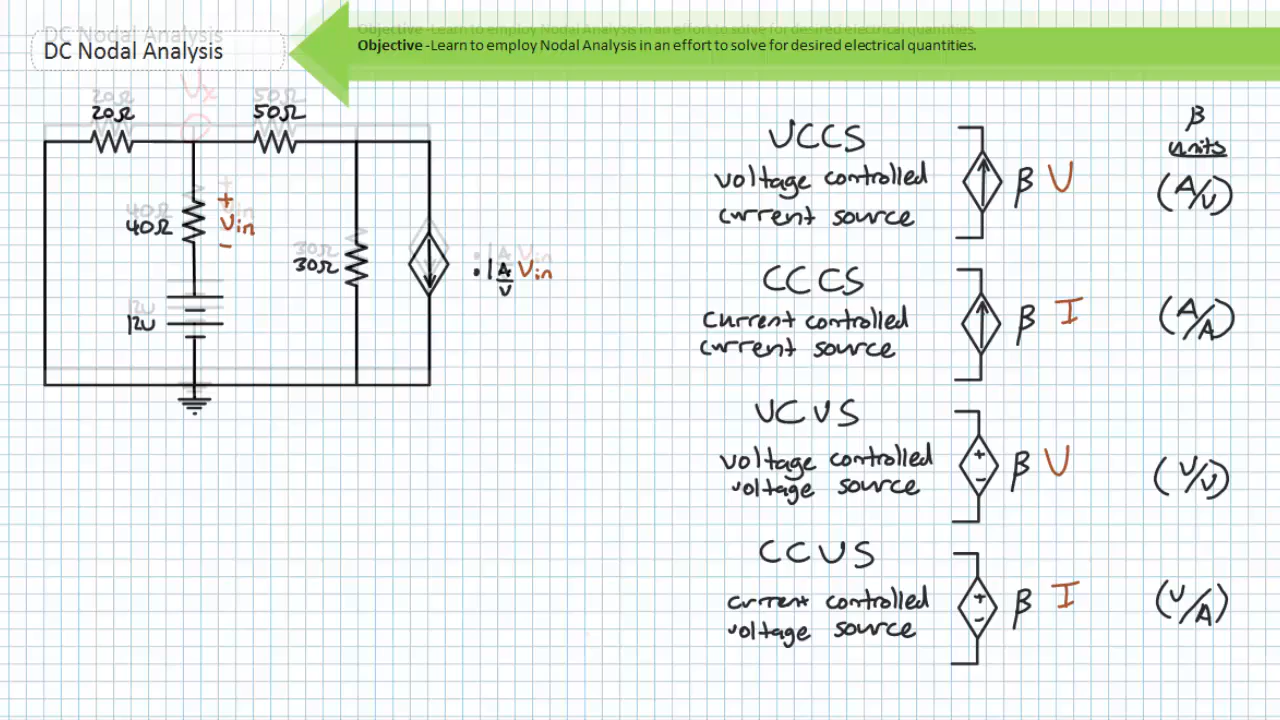 DC Nodal Analysis
Objective -Learn to employ Nodal Analysis in an effort to solve for desired electrical quantities.
Vx
20Ω
50Ω
40Ω
+
Vin
-
12V
30Ω
.1 A/V Vin
β
units
VCCS
voltage controlled
current source
β V
(A/V)
CCCS
current controlled
current source
β I
(A/A)
VCVS
voltage controlled
voltage source
+
-
β V
(V/V)
CCVS
current controlled
voltage source
+
-
β I
(V/A)